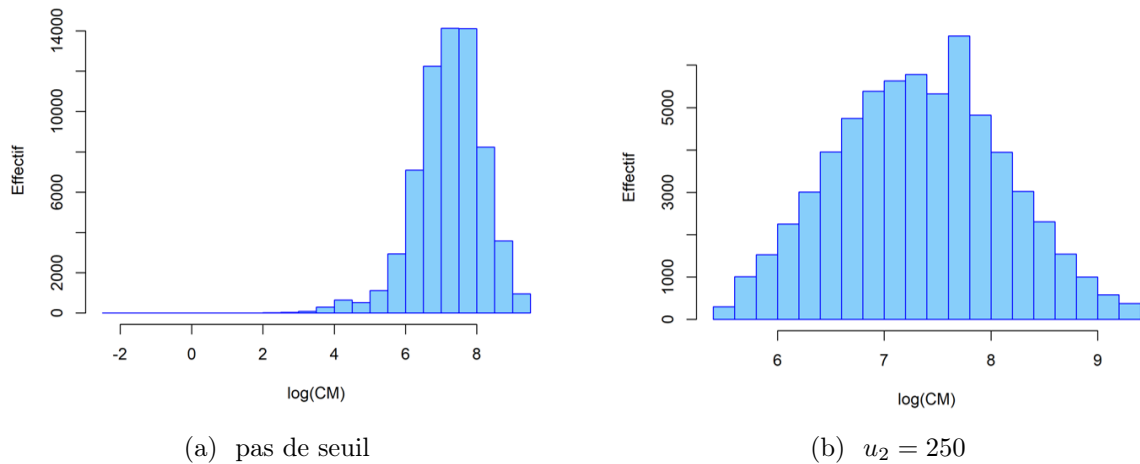 14000
10000
6000
2000
0
Effectif
-2 0 2 4 6 8
log(CM)
(a) pas de seuil
5000
3000
1000
0
Effectif
6 7 8 9
log(CM)
(b) u₂ = 250